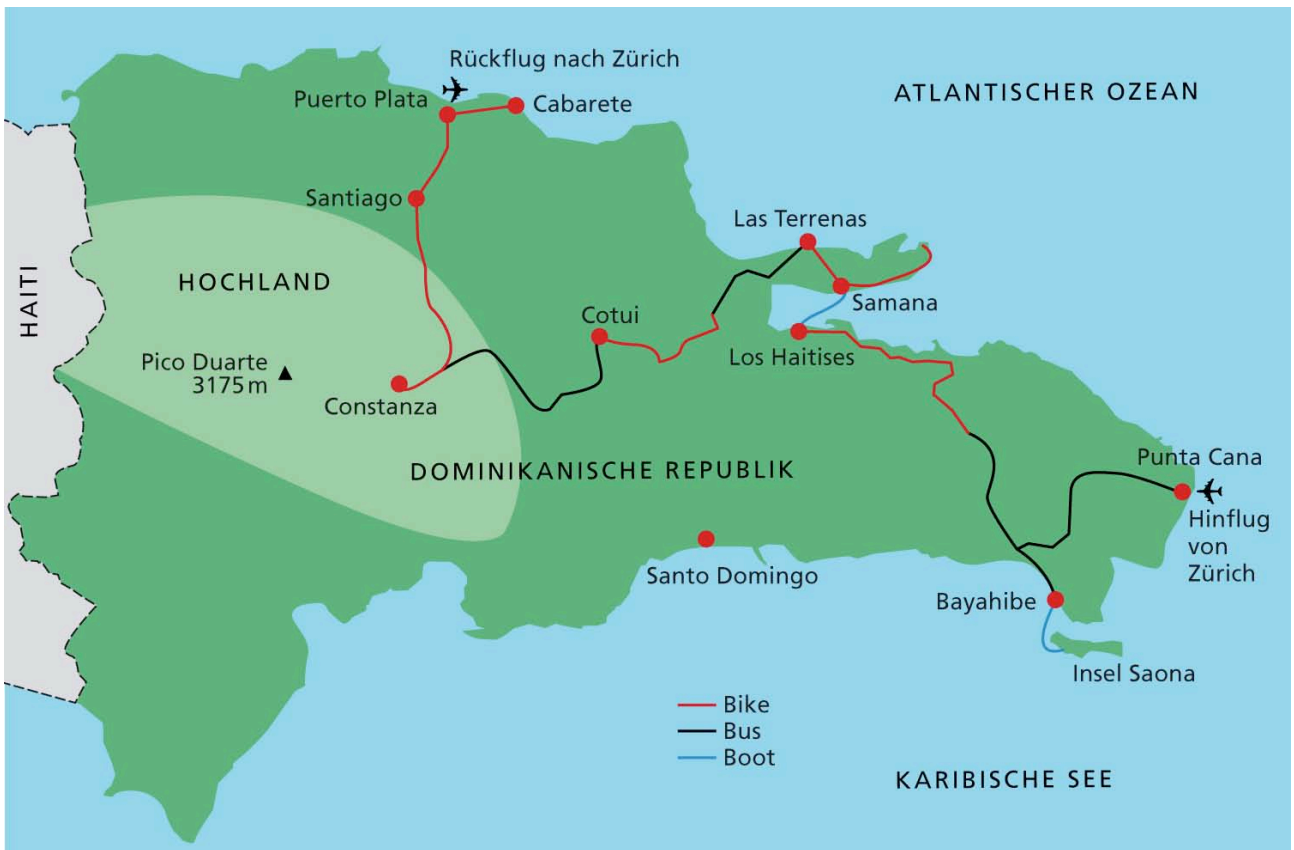 Rückflug nach Zürich
Puerto Plata
Cabarete
ATLANTISCHER OZEAN
Santiago
Las Terrenas
HAITI
HOCHLAND
Samana
Cotui
Los Haitises
Pico Duarte
3175 m
Constanza
DOMINIKANISCHE REPUBLIK
Punta Cana
Hinflug
von
Zürich
Santo Domingo
Bayahibe
Insel Saona
Bike
Bus
Boot
KARIBISCHE SEE